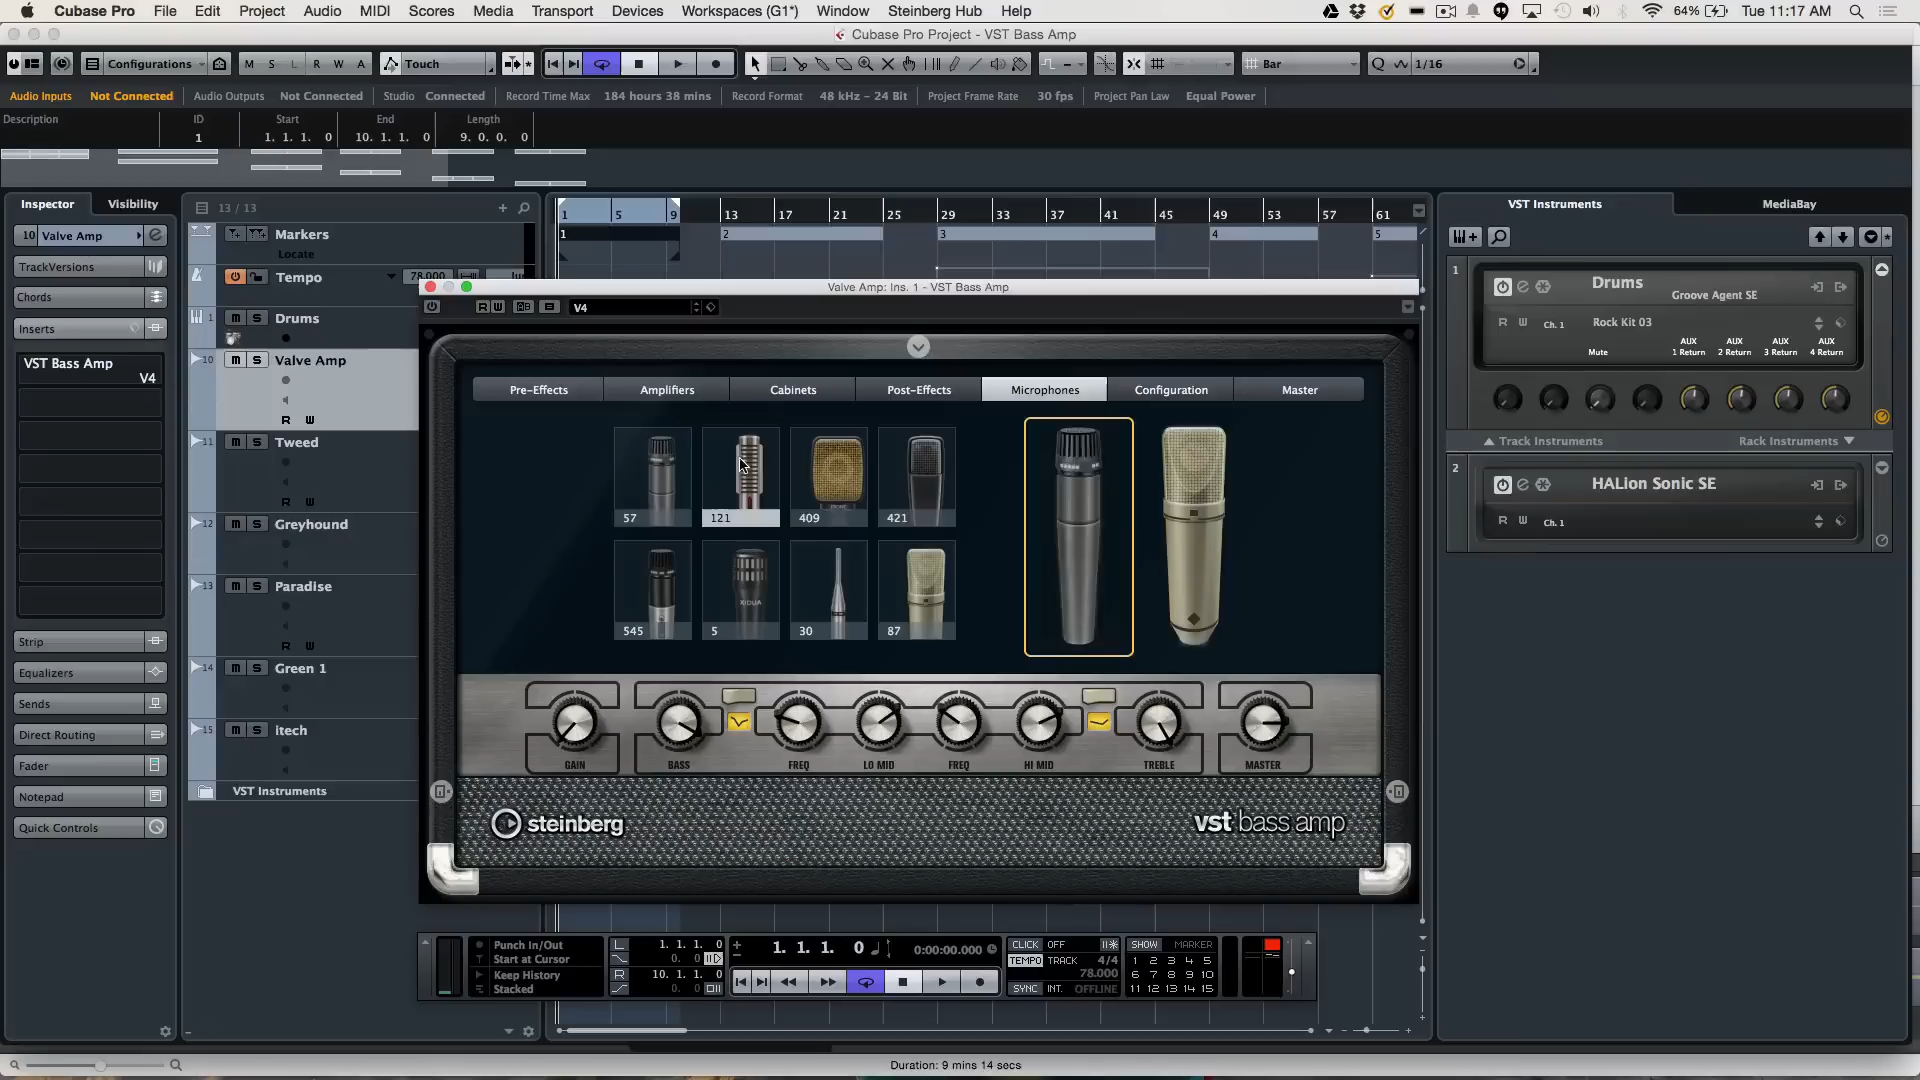 Cubase Pro File Edit Project Audio MIDI Scores Media Transport Devices Workspaces (G1*) Window Steinberg Hub Help 64% Tue 11:17 AM
Cubase Pro Project - VST Bass Amp
Configurations M S L R W A Touch Bar Q 1/16
Audio Inputs Not Connected Audio Outputs Not Connected Studio Connected Record Time Max 184 hours 38 mins Record Format 48 kHz - 24 Bit Project Frame Rate 30 fps Project Pan Law Equal Power
Description ID Start End Length
1 1. 1. 1. 0 10. 1. 1. 0 9. 0. 0. 0
Inspector Visibility 13 / 13
1 5 9 13 17 21 25 29 33 37 41 45 49 53 57 61
VST Instruments MediaBay
10 Valve Amp
Markers
1 2 3 4 5
Locate
TrackVersions
Tempo 78.000
Chords
Inserts
VST Bass Amp
V4
1 m S Drums
10 m S Valve Amp
R W
11 m S Tweed
R W
12 m S Greyhound
13 m S Paradise
R W
14 m S Green 1
15 m S itech
VST Instruments
Strip
Equalizers
Sends
Direct Routing
Fader
Notepad
Quick Controls
Valve Amp: Ins. 1 - VST Bass Amp
R W V4
Pre-Effects Amplifiers Cabinets Post-Effects Microphones Configuration Master
57 121 409 421
545 5 30 87
GAIN BASS FREQ LO MID FREQ HI MID TREBLE MASTER
steinberg
vst bass amp
1 Drums
Groove Agent SE
R W Ch. 1 Rock Kit 03
Mute
AUX AUX AUX AUX
1 Return 2 Return 3 Return 4 Return
Track Instruments Rack Instruments
2 HALion Sonic SE
R W Ch. 1
Punch In/Out
Start at Cursor
Keep History
Stacked
L 1. 1. 1. 0
0. 0
R 10. 1. 1. 0
0. 0
1. 1. 1. 0 0:00:00.000
CLICK OFF
TEMPO TRACK 4/4
78.000
SYNC INT. OFFLINE
SHOW MARKER
1 2 3 4 5
6 7 8 9 10
11 12 13 14 15
Duration: 9 mins 14 secs